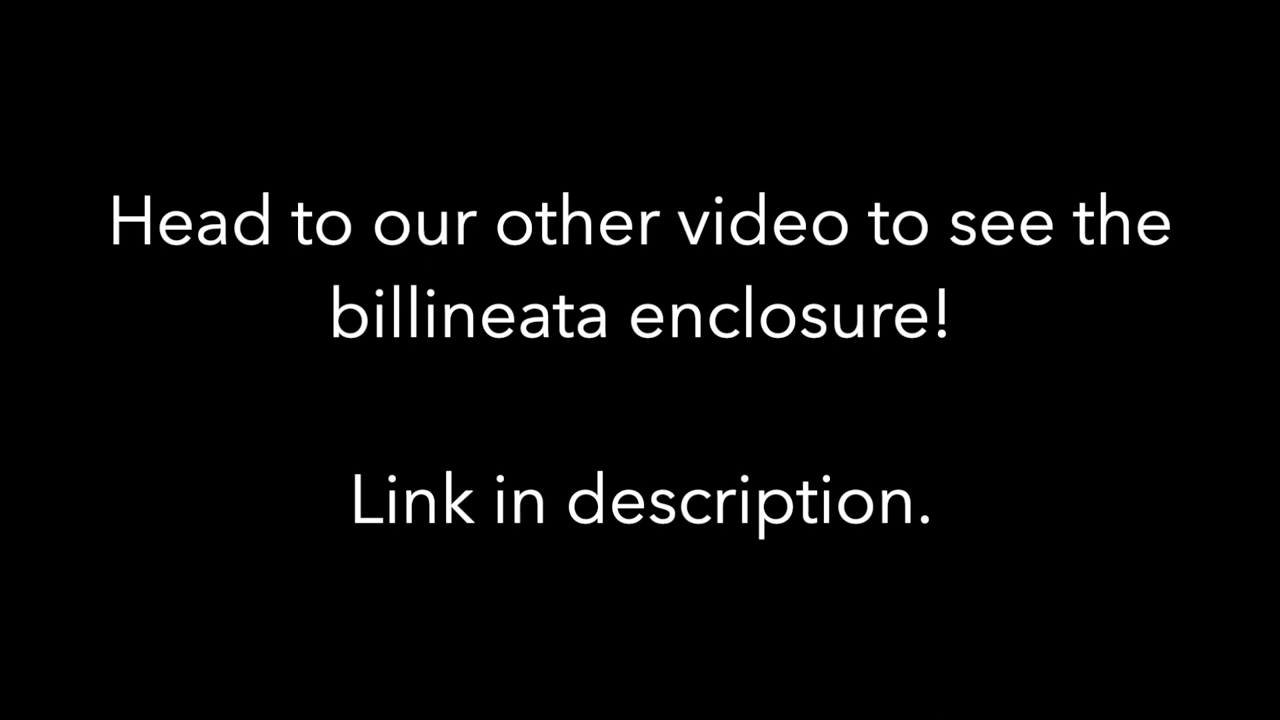 Head to our other video to see the
billineata enclosure!
Link in description.